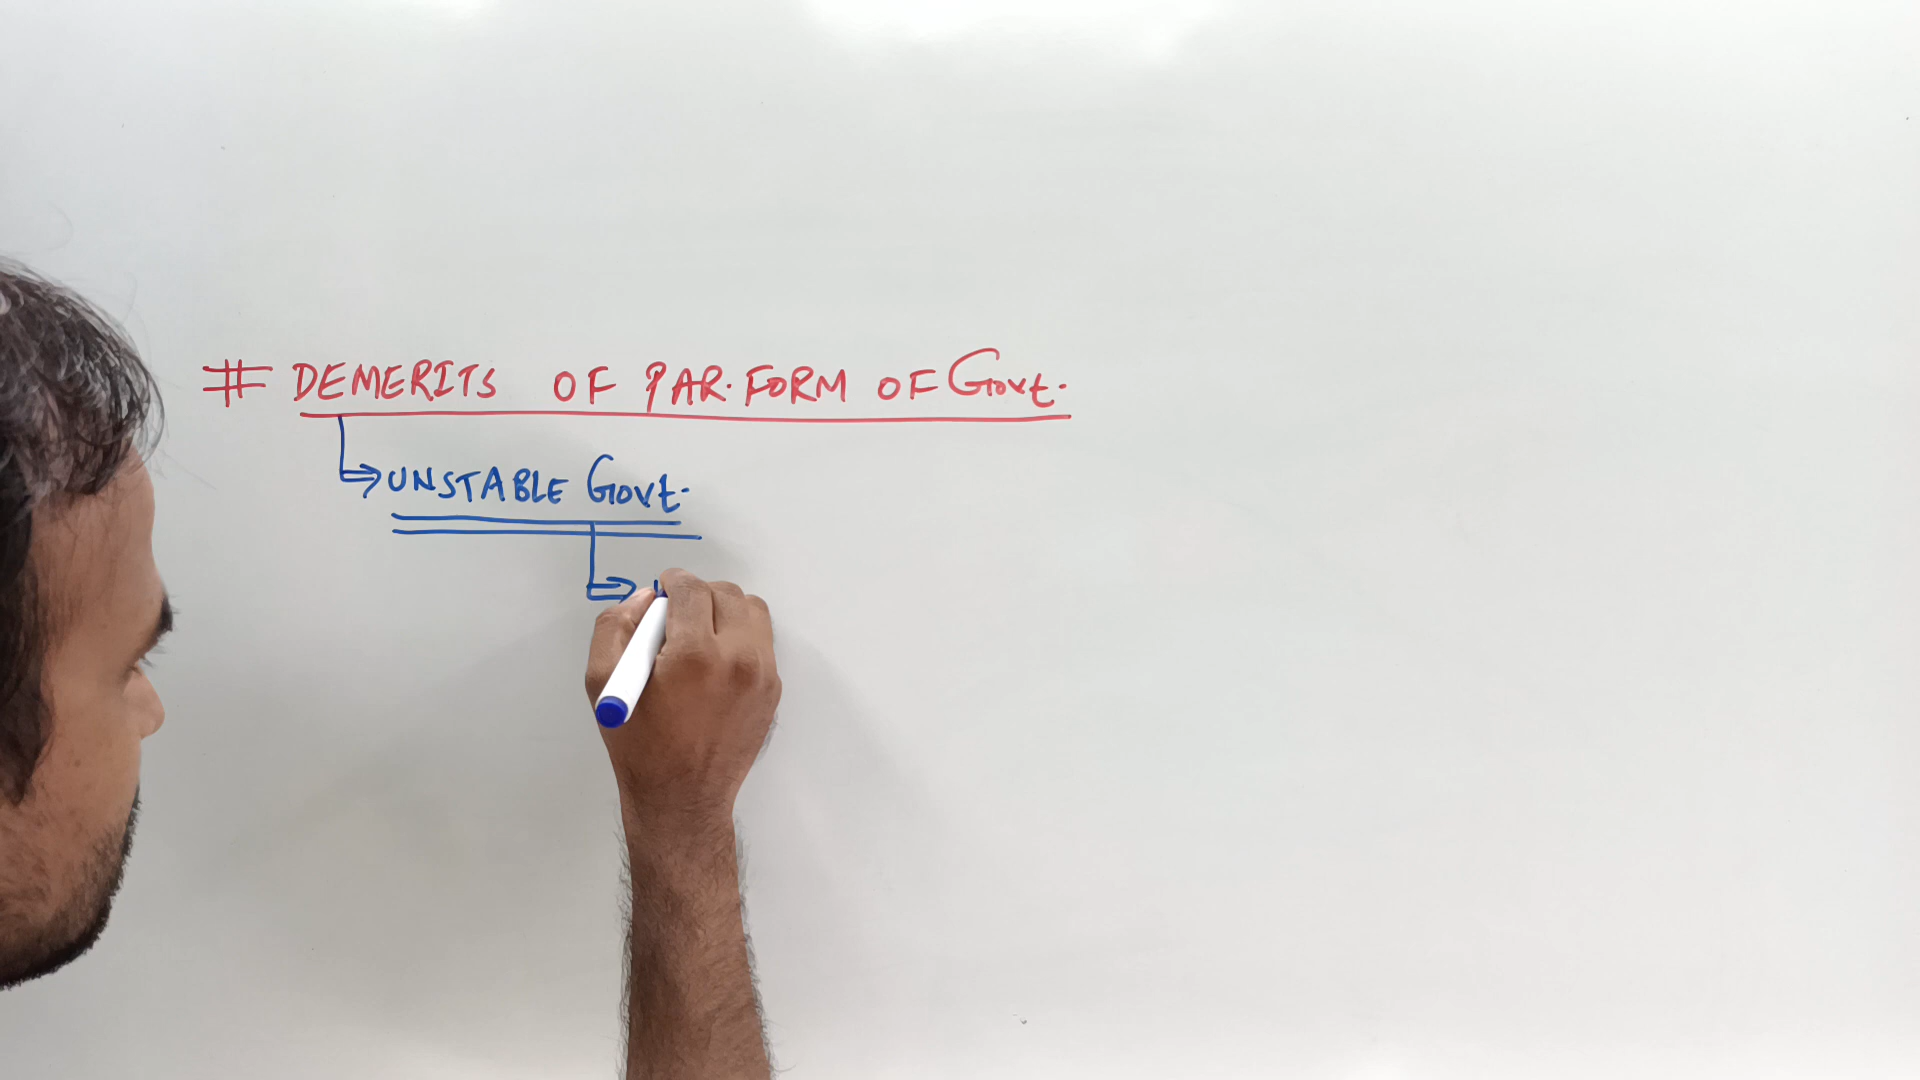 # DEMERITS OF PAR. FORM OF Govt.
UNSTABLE Govt.